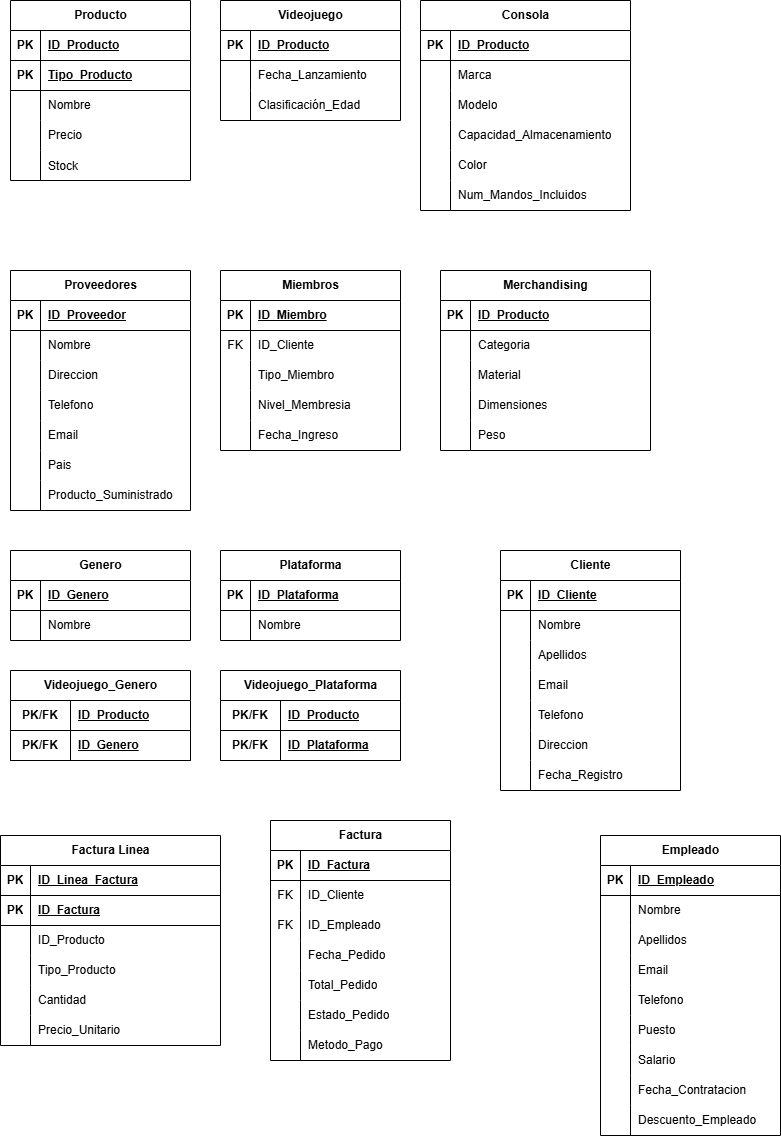 Producto
PK ID_Producto
PK Tipo_Producto
Nombre
Precio
Stock
Videojuego
PK ID_Producto
Fecha_Lanzamiento
Clasificación_Edad
Consola
PK ID_Producto
Marca
Modelo
Capacidad_Almacenamiento
Color
Num_Mandos_Incluidos
Proveedores
PK ID_Proveedor
Nombre
Direccion
Telefono
Email
Pais
Producto_Suministrado
Miembros
PK ID_Miembro
FK ID_Cliente
Tipo_Miembro
Nivel_Membresia
Fecha_Ingreso
Merchandising
PK ID_Producto
Categoria
Material
Dimensiones
Peso
Genero
PK ID_Genero
Nombre
Plataforma
PK ID_Plataforma
Nombre
Cliente
PK ID_Cliente
Nombre
Apellidos
Email
Telefono
Direccion
Fecha_Registro
Videojuego_Genero
PK/FK ID_Producto
PK/FK ID_Genero
Videojuego_Plataforma
PK/FK ID_Producto
PK/FK ID_Plataforma
Factura Linea
PK ID_Linea_Factura
PK ID_Factura
ID_Producto
Tipo_Producto
Cantidad
Precio_Unitario
Factura
PK ID_Factura
FK ID_Cliente
FK ID_Empleado
Fecha_Pedido
Total_Pedido
Estado_Pedido
Metodo_Pago
Empleado
PK ID_Empleado
Nombre
Apellidos
Email
Telefono
Puesto
Salario
Fecha_Contratacion
Descuento_Empleado